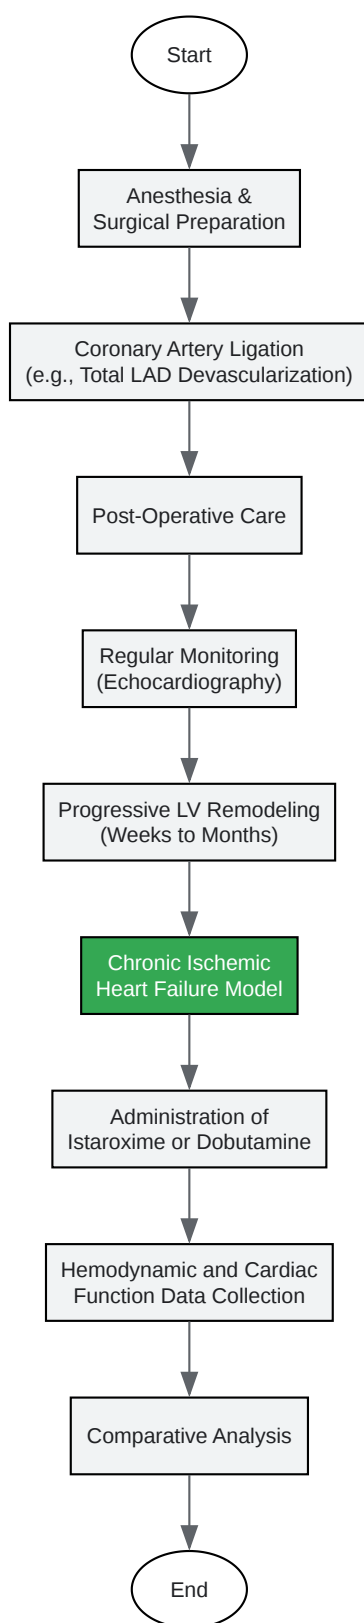 Start
Anesthesia &
Surgical Preparation
Coronary Artery Ligation
(e.g., Total LAD Devascularization)
Post-Operative Care
Regular Monitoring
(Echocardiography)
Progressive LV Remodeling
(Weeks to Months)
Chronic Ischemic
Heart Failure Model
Administration of
Istaroxime or Dobutamine
Hemodynamic and Cardiac
Function Data Collection
Comparative Analysis
End